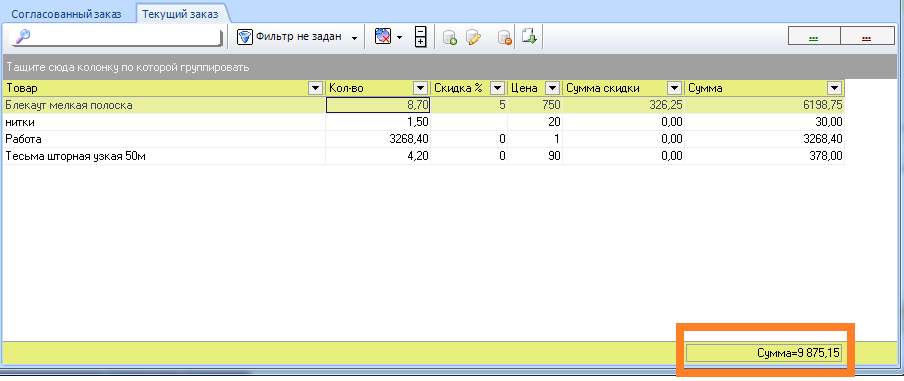 Согласованный заказ Текущий заказ
Фильтр не задан
Тащите сюда колонку по которой группировать
Товар Кол-во Скидка % Цена Сумма скидки Сумма
Блекаут мелкая полоска 8,70 5 750 326,25 6198,75
нитки 1,50 20 0,00 30,00
Работа 3268,40 0 1 0,00 3268,40
Тесьма шторная узкая 50м 4,20 0 90 0,00 378,00
Сумма=9 875,15